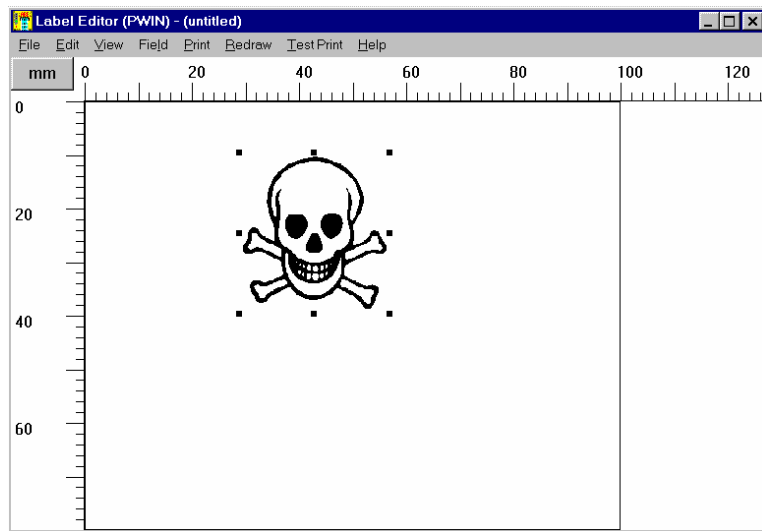 Label Editor (PWIN) - (untitled)
File Edit View Field Print Redraw Test Print Help
mm 0 20 40 60 80 100 120
0
20
40
60